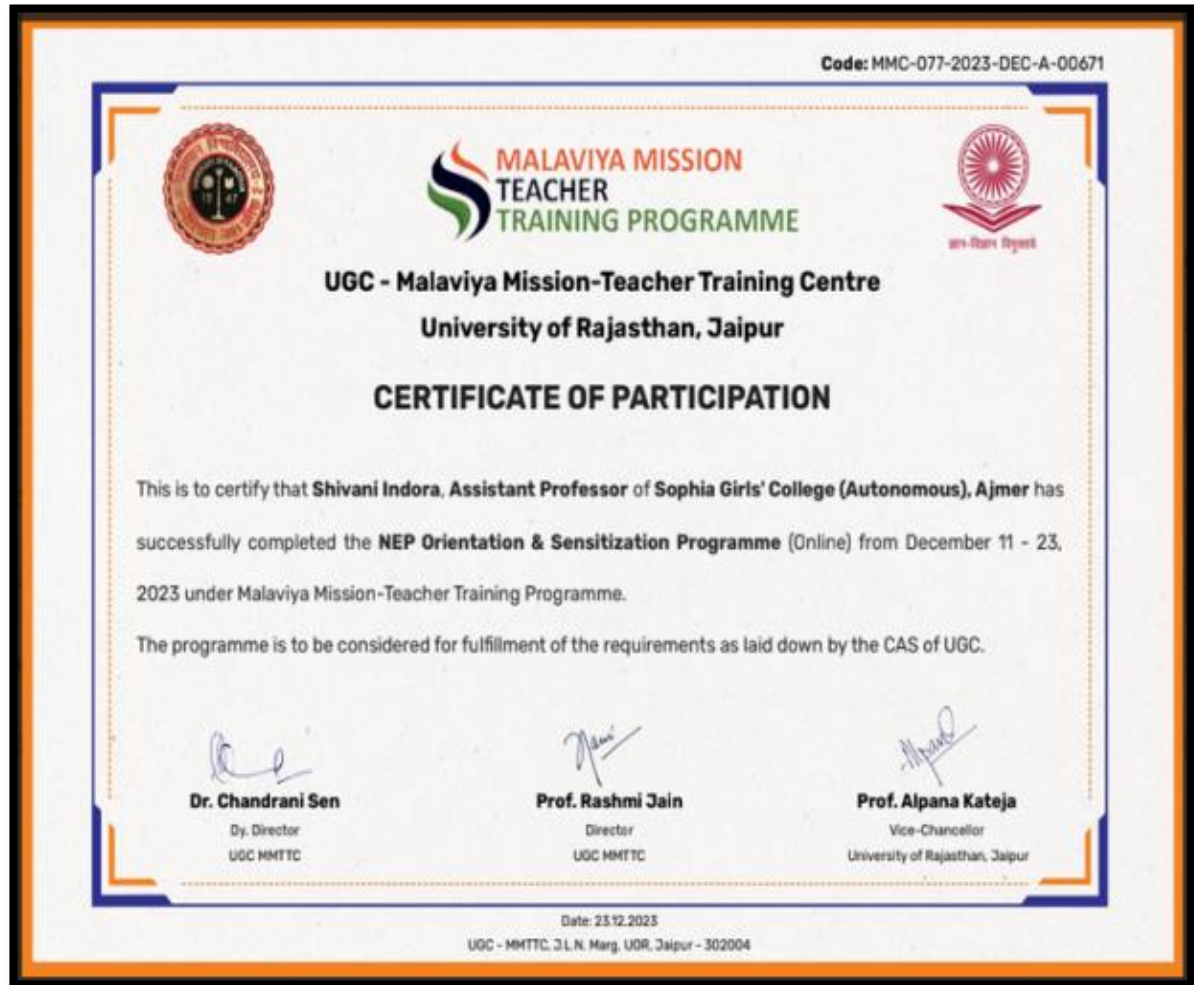 Code: MMC-077-2023-DEC-A-00671
MALAVIYA MISSION
TEACHER
TRAINING PROGRAMME
1947
ज्ञान-विज्ञान विमुक्तये
UGC - Malaviya Mission-Teacher Training Centre
University of Rajasthan, Jaipur
CERTIFICATE OF PARTICIPATION
This is to certify that Shivani Indora, Assistant Professor of Sophia Girls' College (Autonomous), Ajmer has
successfully completed the NEP Orientation & Sensitization Programme (Online) from December 11 - 23,
2023 under Malaviya Mission-Teacher Training Programme.
The programme is to be considered for fulfillment of the requirements as laid down by the CAS of UGC.
Dr. Chandrani Sen
Dy. Director
UGC MMTTC
Prof. Rashmi Jain
Director
UGC MMTTC
Prof. Alpana Kateja
Vice-Chancellor
University of Rajasthan, Jaipur
Date: 23.12.2023
UGC - MMTTC, J.L.N. Marg, UOR, Jaipur - 302004